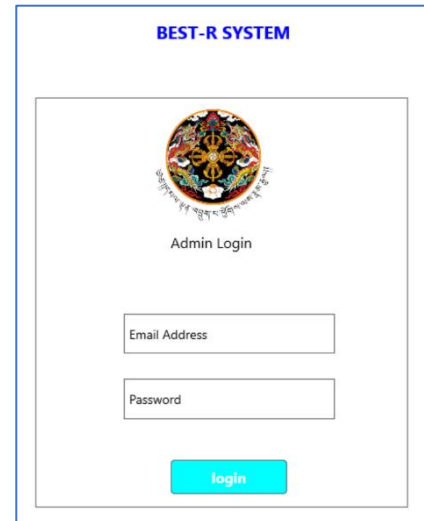 BEST-R SYSTEM
Admin Login
Email Address
Password
login